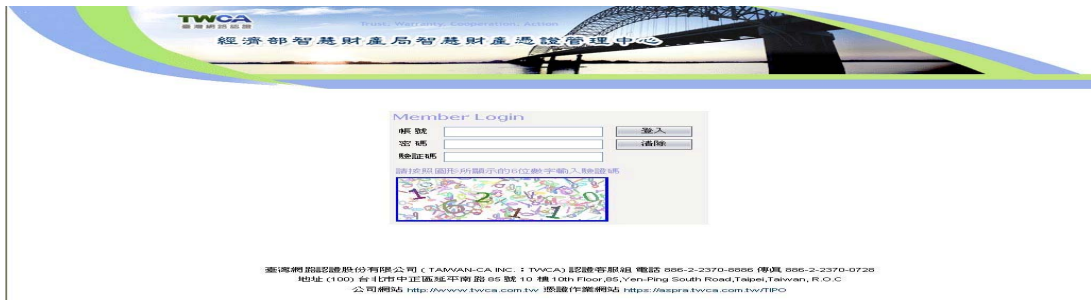 TWCA
臺灣網路認證
Trust, Warranty, Cooperation, Action
經濟部智慧財產局智慧財產憑證管理中心
Member Login
帳號 登入
密碼 清除
驗証碼
請按照圖形所顯示的6位數字輸入驗證碼
臺灣網路認證股份有限公司 ( TAIWAN-CA INC. : TWCA) 認證客服組 電話 886-2-2370-8886 傳真 886-2-2370-0728
地址 (100) 台北市中正區延平南路 85 號 10 樓 10th Floor,85,Yen-Ping South Road,Taipei,Taiwan, R.O.C
公司網站 http://www.twca.com.tw 憑證作業網站 https://aspra.twca.com.tw/TIPO